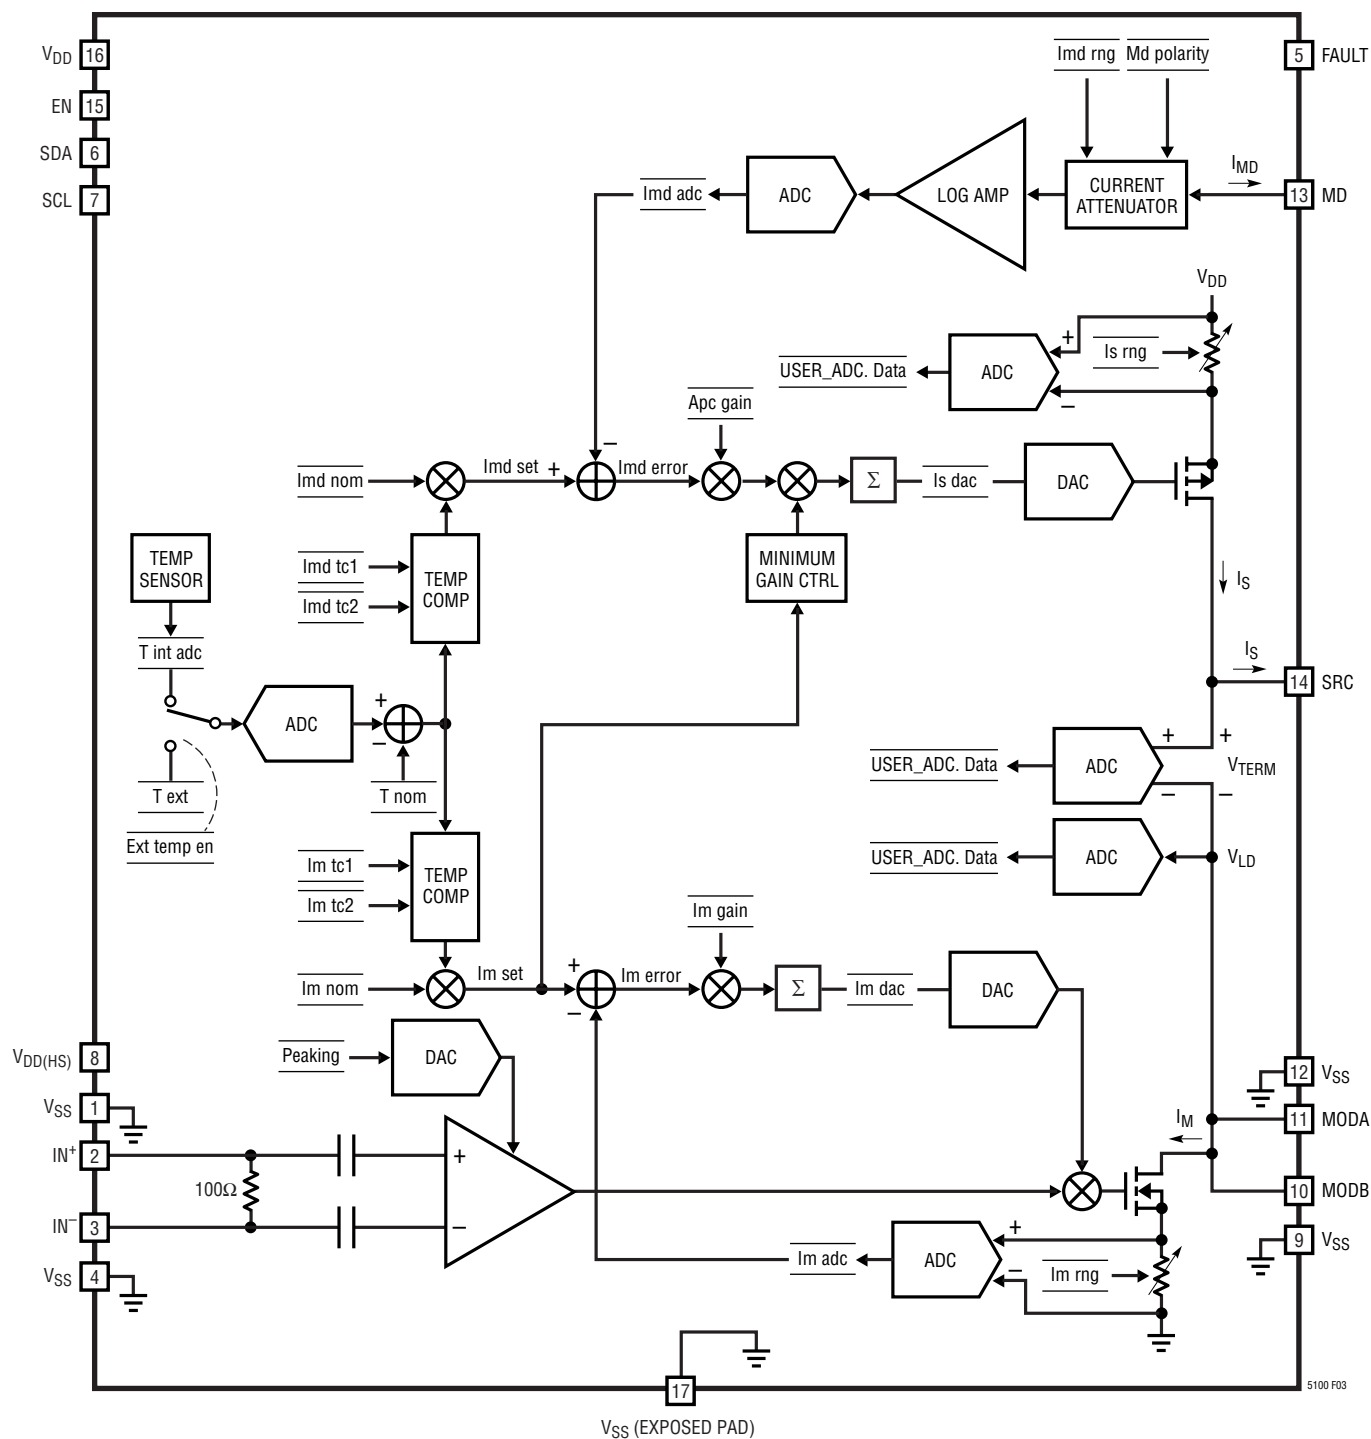 VDD 16
EN 15
SDA 6
SCL 7
5 FAULT
Imd rng Md polarity
IMD
13 MD
CURRENT
ATTENUATOR
LOG AMP
ADC
Imd adc
VDD
Is rng
+
−
ADC
USER_ADC. Data
Apc gain
−
Imd nom
Imd set +
Imd error
Σ
Is dac
DAC
TEMP
SENSOR
Imd tc1
Imd tc2
TEMP
COMP
MINIMUM
GAIN CTRL
IS
T int adc
IS
14 SRC
ADC
+
−
T ext
T nom
Ext temp en
USER_ADC. Data
ADC
+ +
VTERM
− −
USER_ADC. Data
ADC
VLD
Im tc1
Im tc2
TEMP
COMP
Im gain
Im nom
Im set
+
−
Im error
Σ
Im dac
DAC
Peaking
DAC
VDD(HS) 8
VSS 1
IN+ 2
100Ω
IN− 3
VSS 4
+
−
12 VSS
IM
11 MODA
10 MODB
9 VSS
Im adc
ADC
+
−
Im rng
17
VSS (EXPOSED PAD)
5100 F03